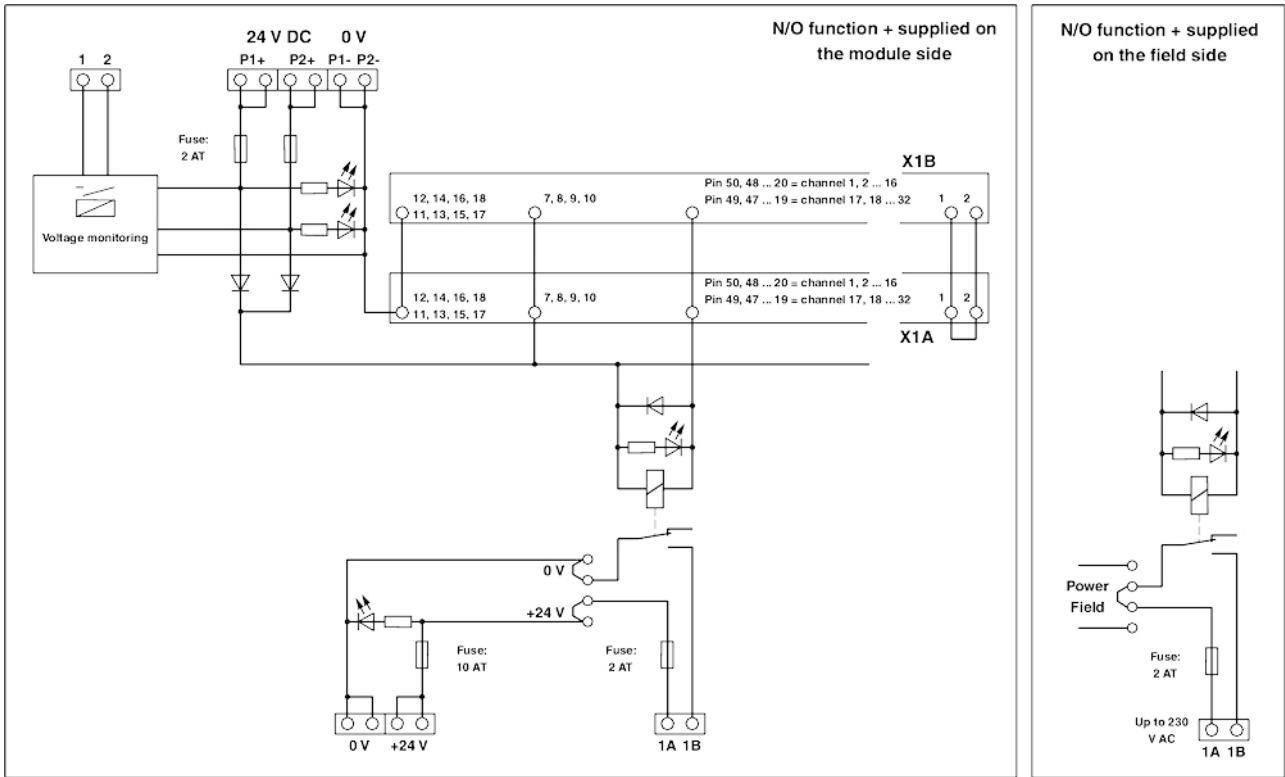 N/O function + supplied on
the module side
N/O function + supplied
on the field side
24 V DC 0 V
1 2
P1+ P2+ P1- P2-
Fuse:
2 AT
X1B
Voltage monitoring
12, 14, 16, 18
11, 13, 15, 17
7, 8, 9, 10
Pin 50, 48 ... 20 = channel 1, 2 ... 16
Pin 49, 47 ... 19 = channel 17, 18 ... 32
1 2
12, 14, 16, 18
11, 13, 15, 17
7, 8, 9, 10
Pin 50, 48 ... 20 = channel 1, 2 ... 16
Pin 49, 47 ... 19 = channel 17, 18 ... 32
1 2
X1A
0 V
+24 V
Fuse:
10 AT
Fuse:
2 AT
0 V +24 V
1A 1B
Power
Field
Fuse:
2 AT
Up to 230
V AC
1A 1B